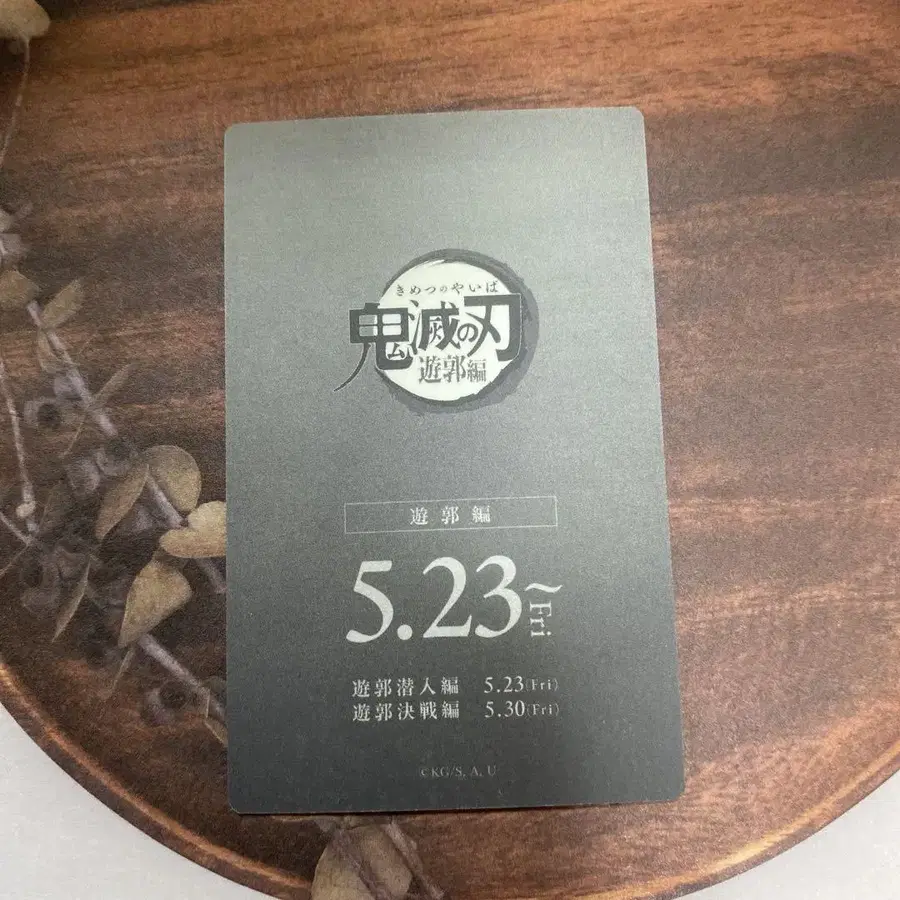 きめつのやいば
鬼滅の刃
遊郭編
遊郭編
5.23~
Fri
遊郭潜入編 5.23(Fri)
遊郭決戦編 5.30(Fri)
©KG/S, A, U